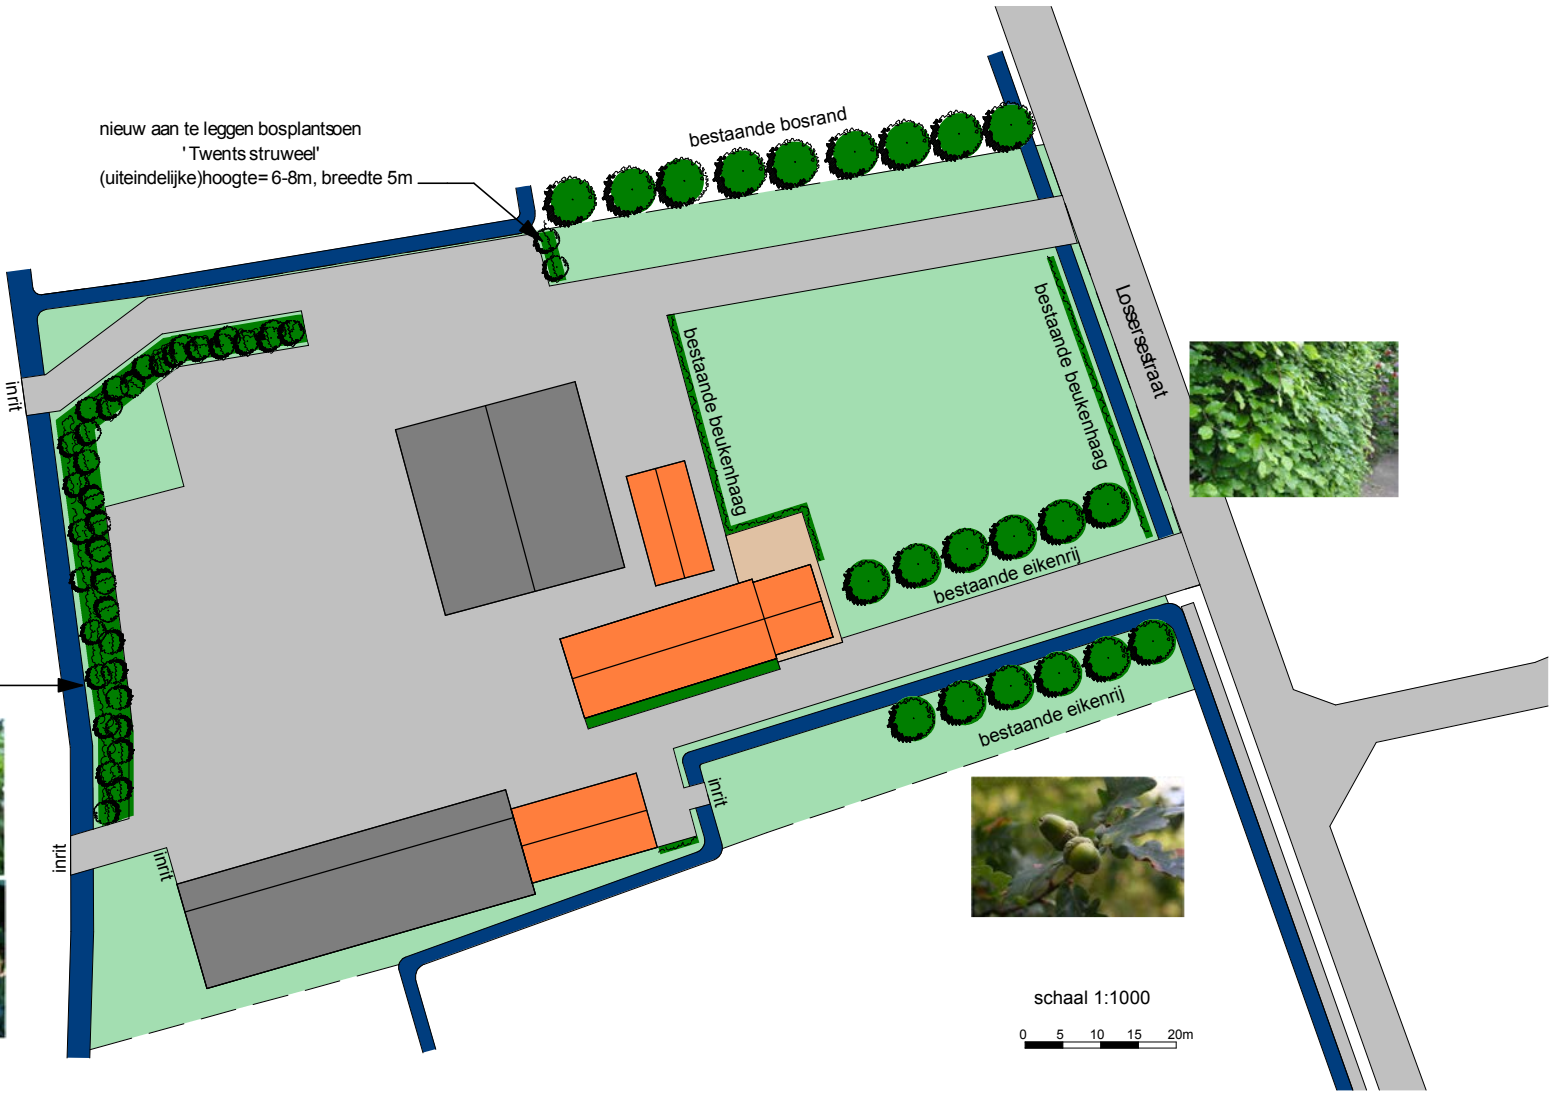 nieuw aan te leggen bosplantsoen
'Twents struweel'
(uiteindelijke)hoogte= 6-8m, breedte 5m
bestaande bosrand
inrit
bestaande beukenhaag
bestaande beukenhaag
Lossersestraat
bestaande eikenrij
bestaande eikenrij
inrit
inrit
inrit
schaal 1:1000
0 5 10 15 20m